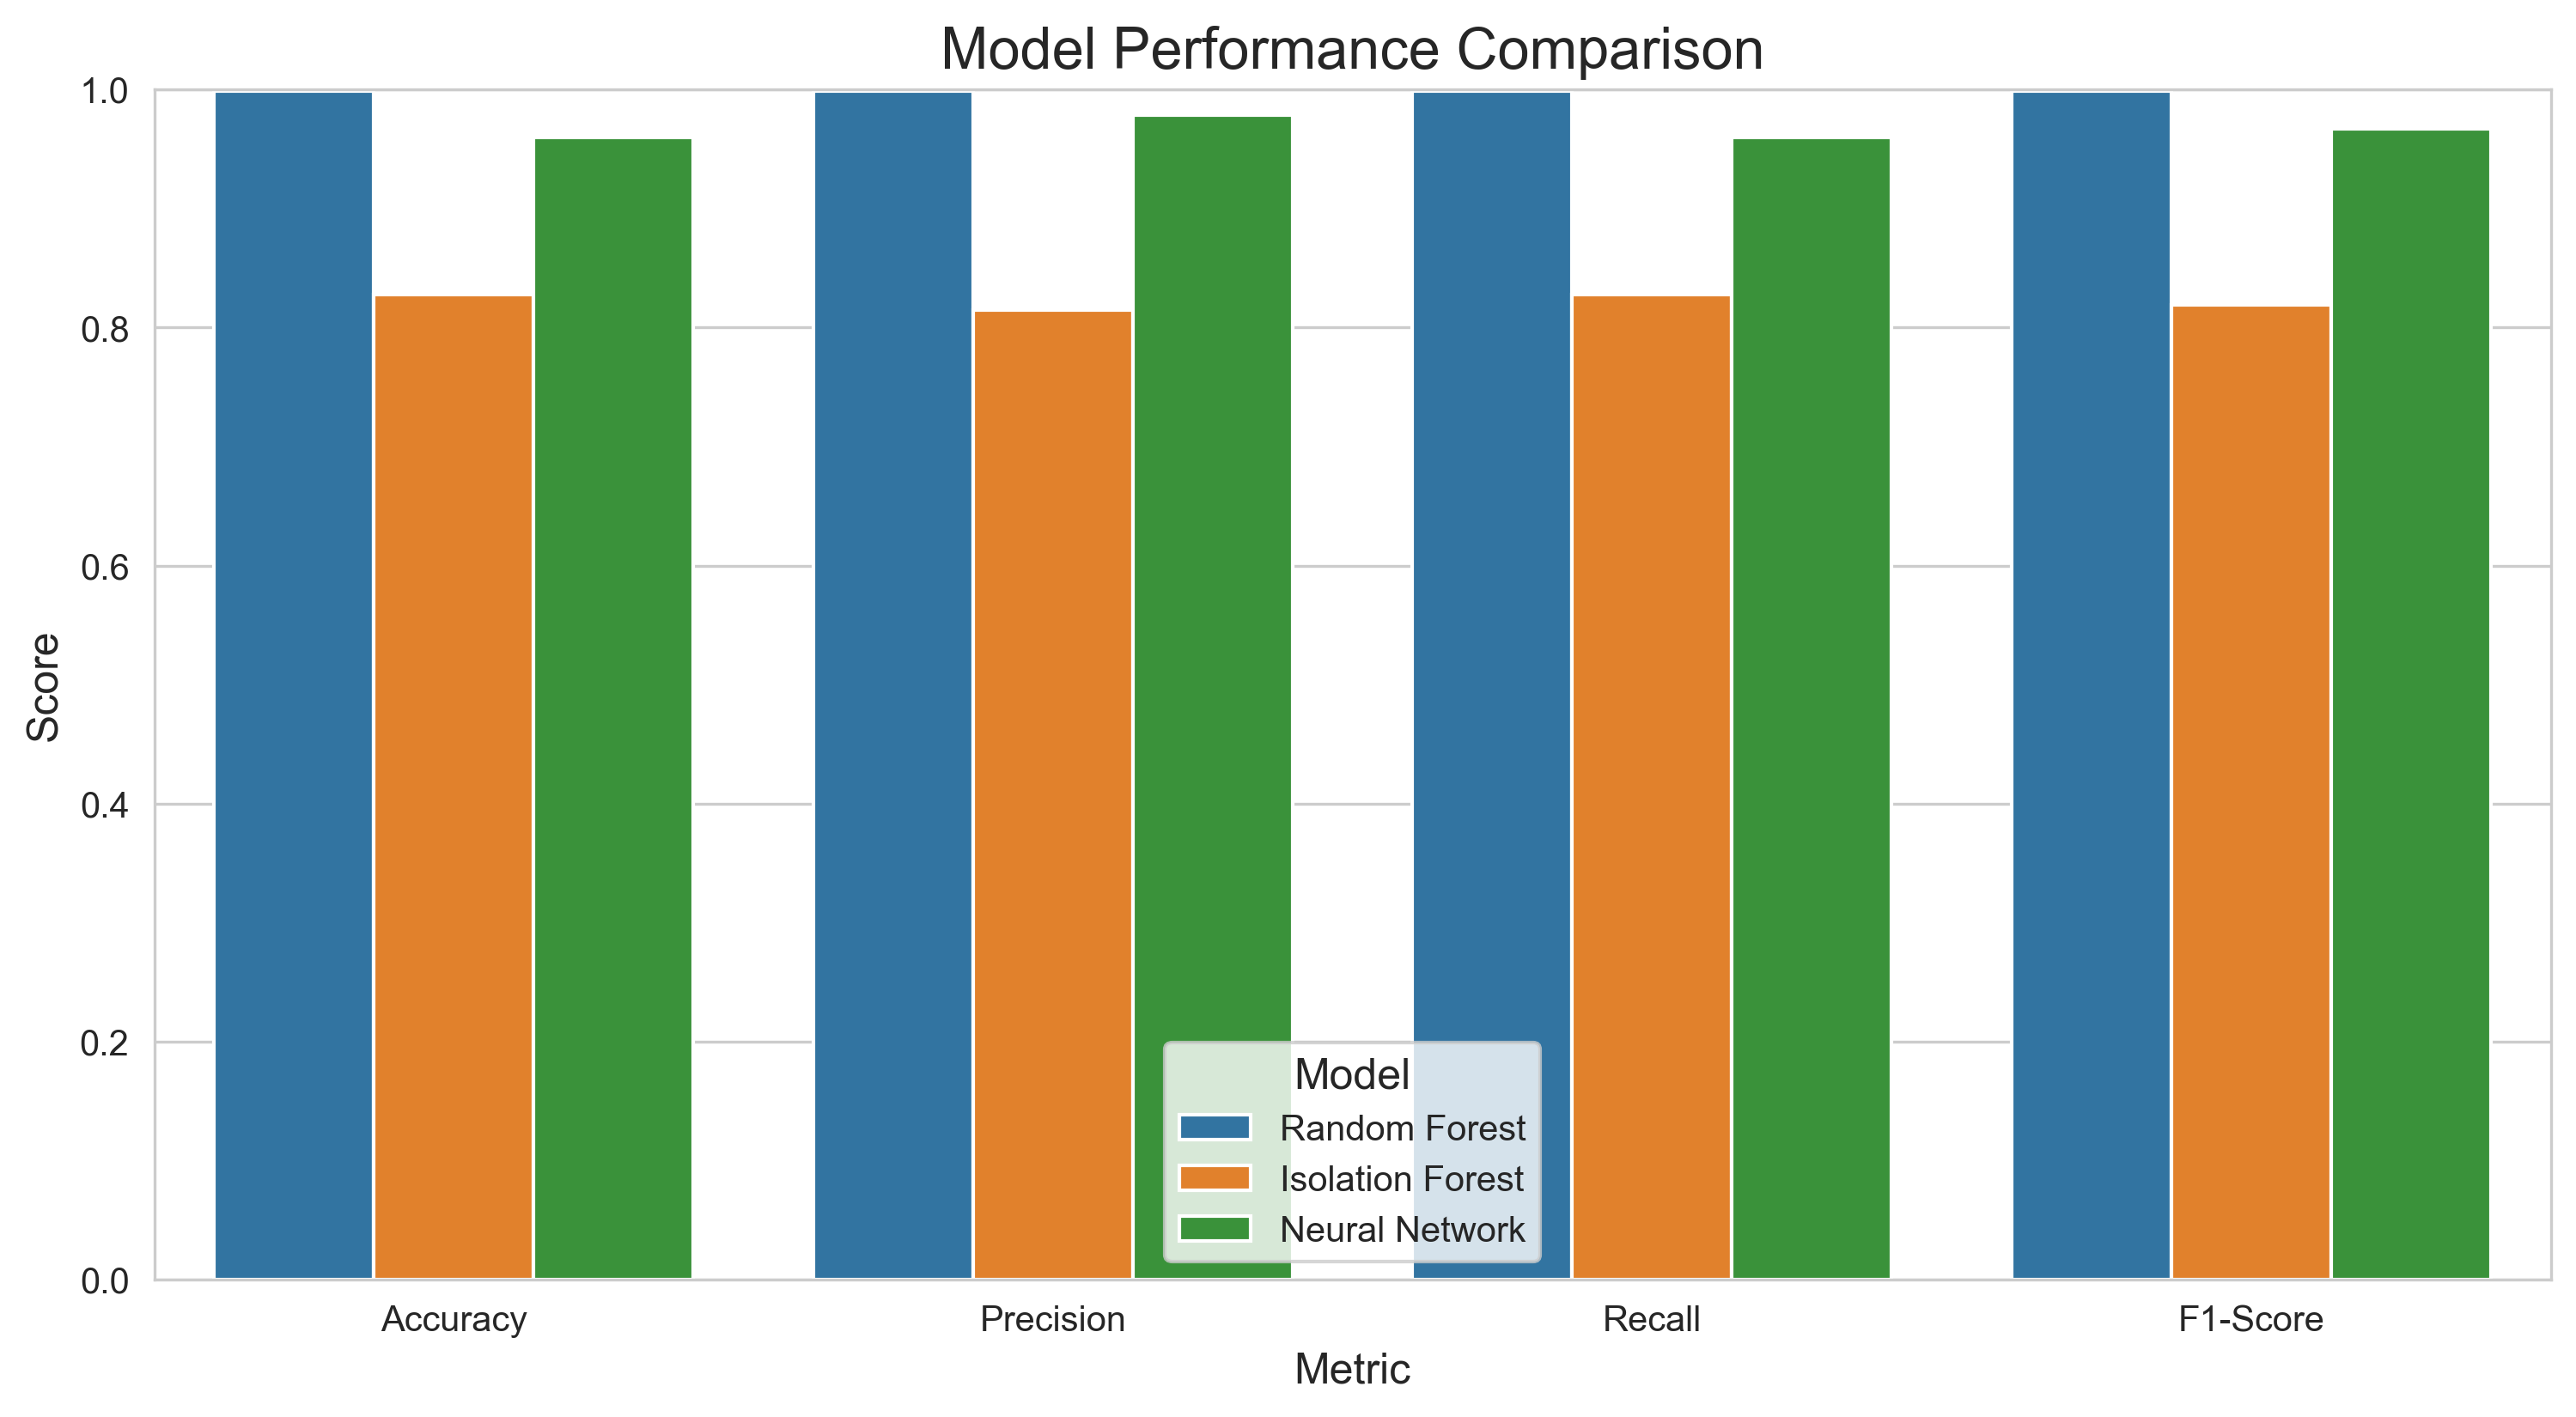 Model Performance Comparison
1.0
0.8
0.6
0.4
0.2
0.0
Score
Model
Random Forest
Isolation Forest
Neural Network
Accuracy
Precision
Recall
F1-Score
Metric